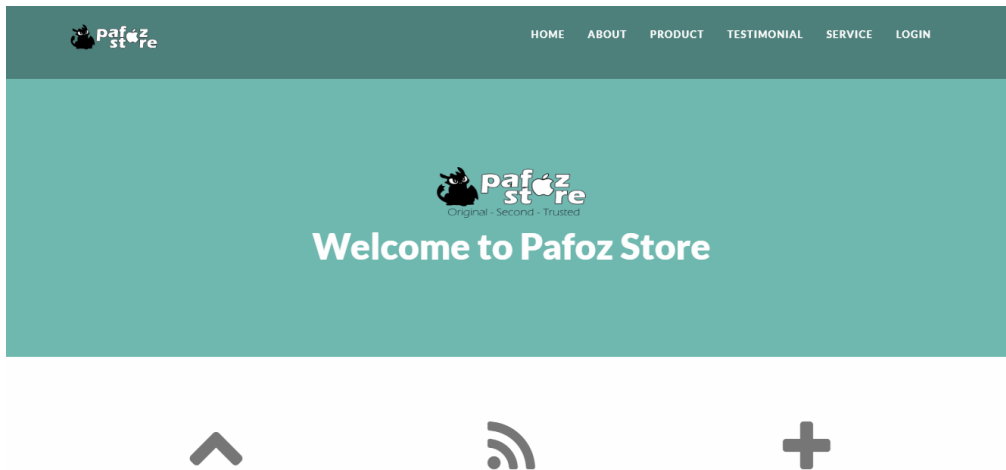 pafoz
store
HOME ABOUT PRODUCT TESTIMONIAL SERVICE LOGIN
pafoz
store
Original - Second - Trusted
Welcome to Pafoz Store